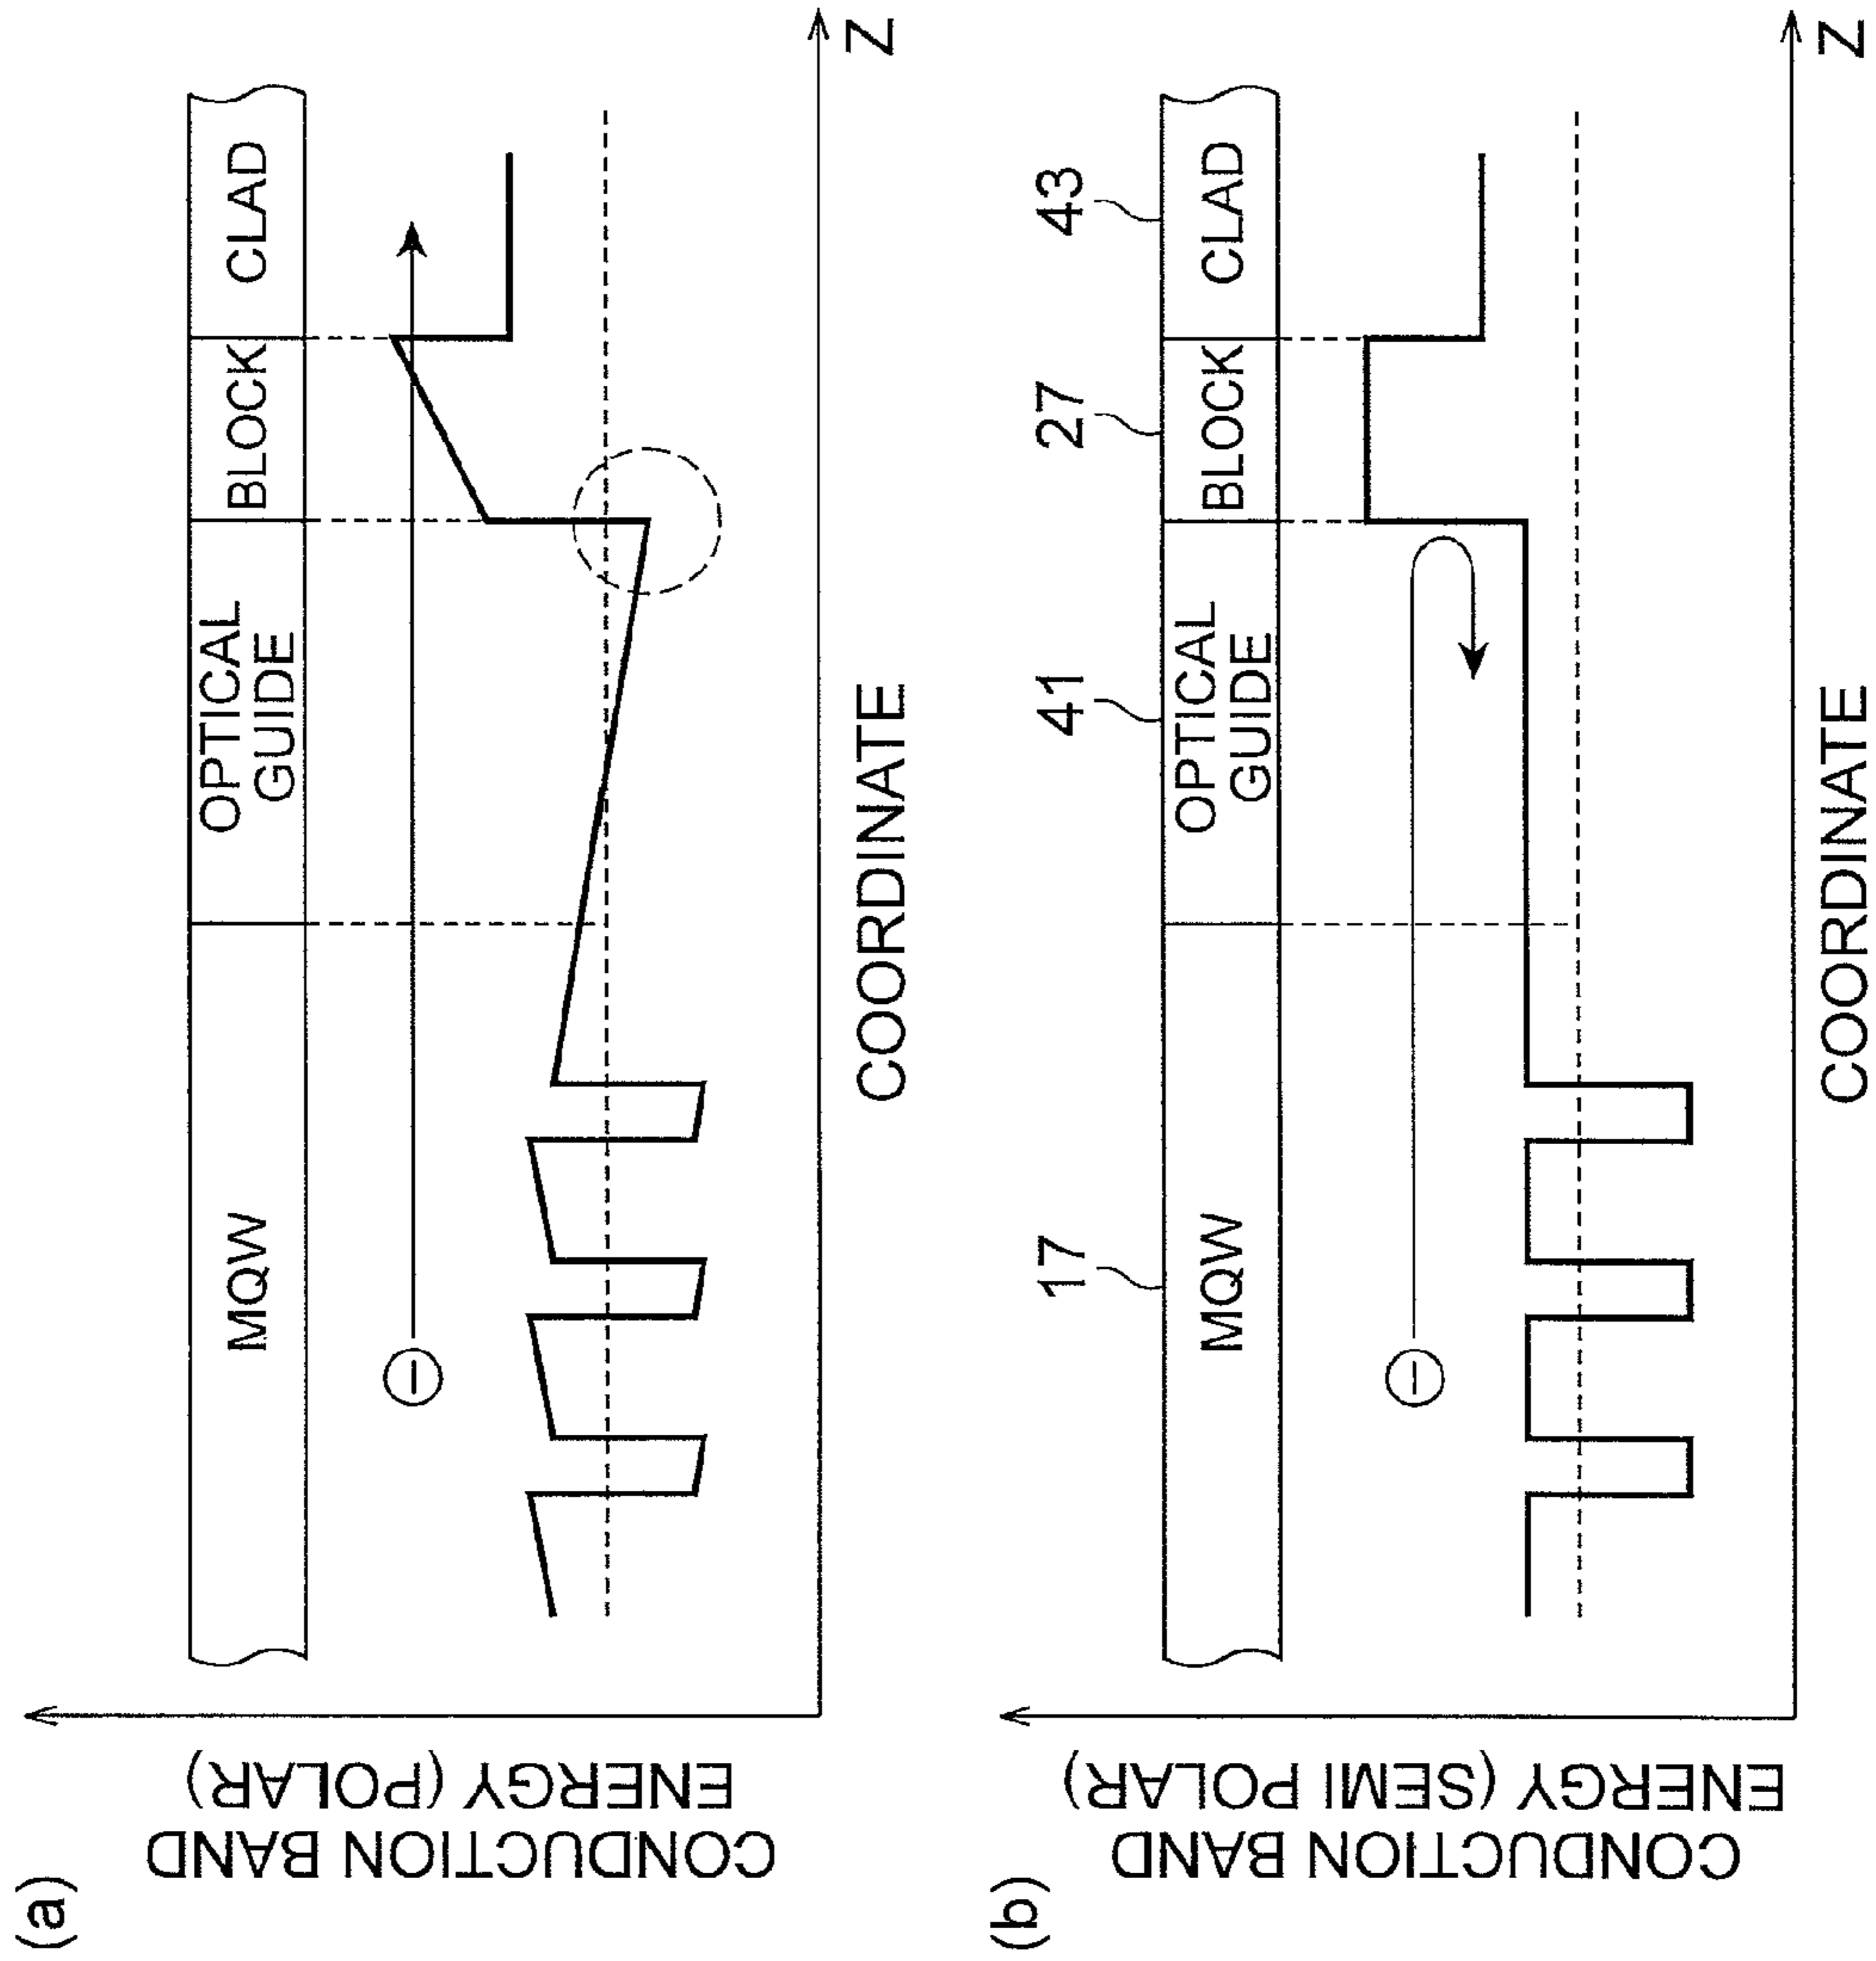 (a)
CONDUCTION BAND
ENERGY (POLAR)
MQW
OPTICAL
GUIDE
BLOCK
CLAD
COORDINATE
Z
(b)
CONDUCTION BAND
ENERGY (SEMI POLAR)
17
41
27
43
MQW
OPTICAL
GUIDE
BLOCK
CLAD
COORDINATE
Z